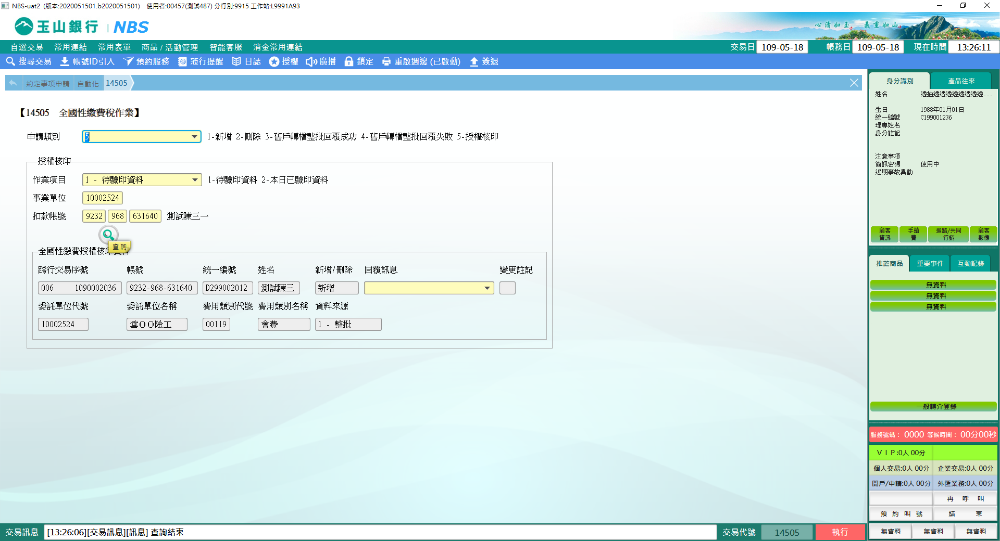 NBS-uat2 (版本:2020051501.b2020051501) 使用者:00457(測試487) 分行別:9915 工作站:L9991A93
玉山銀行 | NBS
心清如玉。義重如山。
自選交易 常用連結 常用表單 商品 / 活動管理 智能客服 消金常用連結
交易日 109-05-18 帳務日 109-05-18 現在時間 13:26:11
搜尋交易 帳號ID引入 預約服務 蒞行提醒 日誌 授權 廣播 鎖定 重啟週邊 (已啟動) 簽退
約定事項申請 自動化 14505
【14505 全國性繳費稅作業】
申請類別 5 1-新增 2-刪除 3-舊戶轉檔整批回覆成功 4-舊戶轉檔整批回覆失敗 5-授權核印
授權核印
作業項目 1 - 待驗印資料 1-待驗印資料 2-本日已驗印資料
事業單位 10002524
扣款帳號 9232 968 631640 測試陳三一
查詢
全國性繳費授權核印資料
跨行交易序號 帳號 統一編號 姓名 新增/刪除 回覆訊息 變更註記
006 1090002036 9232-968-631640 D299002012 測試陳三 新增
委託單位代號 委託單位名稱 費用類別代號 費用類別名稱 資料來源
10002524 雲ＯＯ險工 00119 會費 1 - 整批
身分識別 產品往來
姓名 透抽透透透透透透透透...
生日 1988年01月01日
統一編號 C199001236
理專姓名
身分註記
注意事項
簡訊密碼 使用中
近期事故異動
顧客資訊 手續費 通路/共同行銷 顧客影像
推薦商品 重要事件 互動記錄
無資料
無資料
無資料
一般轉介登錄
服務號碼： 0000 等候時間： 00分00秒
ＶＩＰ:0人 00分
個人交易:0人 00分 企業交易:0人 00分
開戶/申請:0人 00分 外匯業務:0人 00分
再 呼 叫
預 約 叫 號 結 束
無資料 無資料 無資料
交易訊息 [13:26:06][交易訊息][訊息] 查詢結束
交易代號 14505 執行